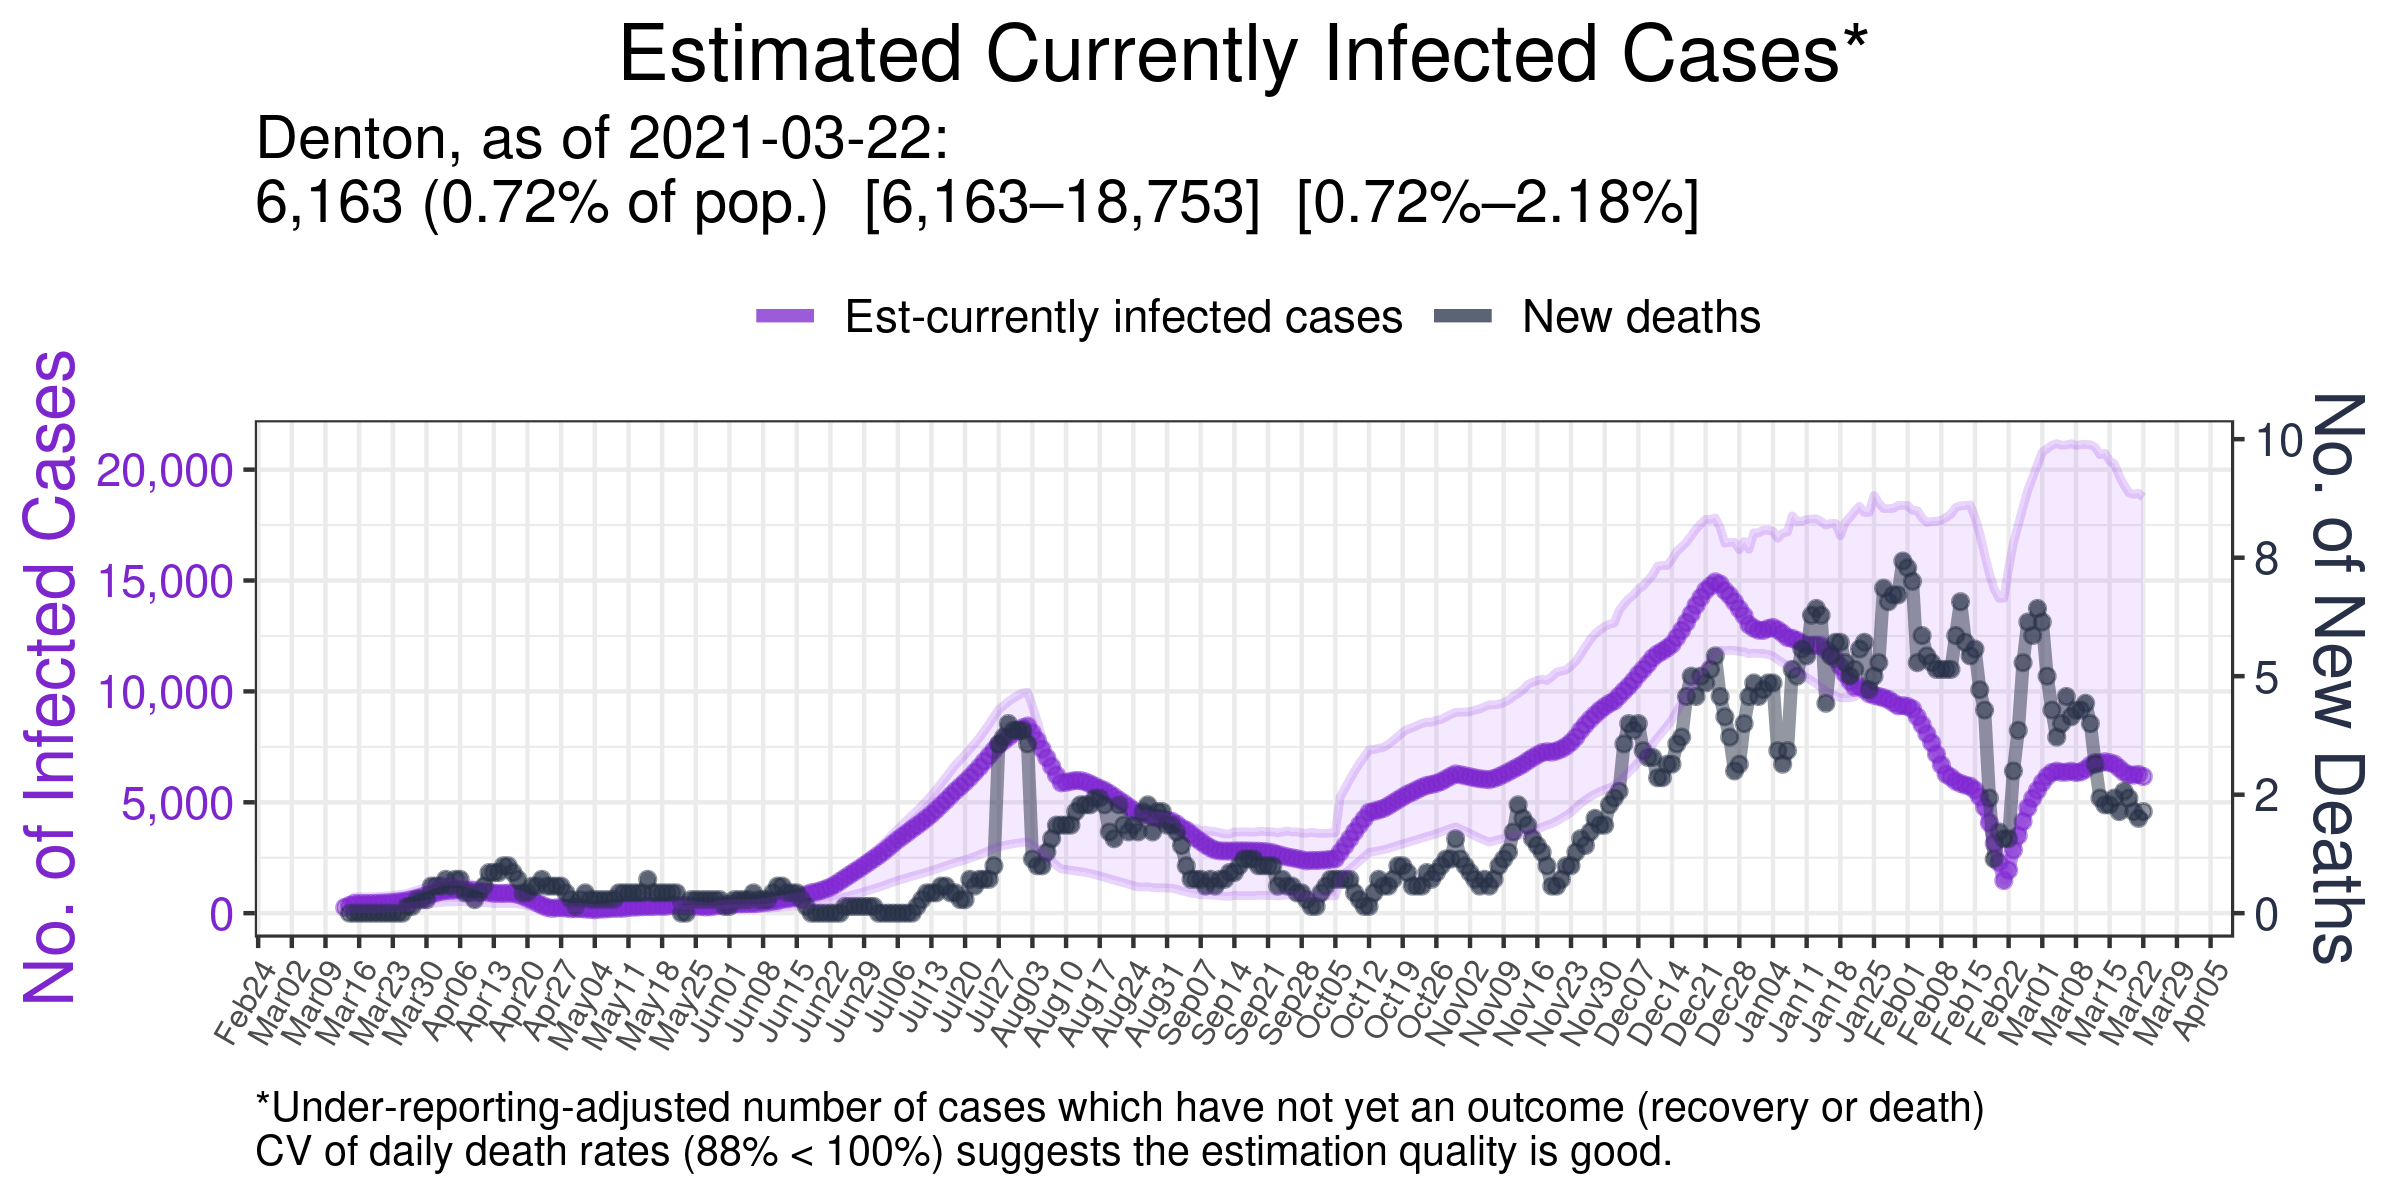 Estimated Currently Infected Cases*
Denton, as of 2021-03-22:
6,163 (0.72% of pop.) [6,163–18,753] [0.72%–2.18%]
Est-currently infected cases New deaths
No. of Infected Cases
20,000
15,000
10,000
5,000
0
10
8
5
2
0
No. of New Deaths
Feb24 Mar02 Mar09 Mar16 Mar23 Mar30 Apr06 Apr13 Apr20 Apr27 May04 May11 May18 May25 Jun01 Jun08 Jun15 Jun22 Jun29 Jul06 Jul13 Jul20 Jul27 Aug03 Aug10 Aug17 Aug24 Aug31 Sep07 Sep14 Sep21 Sep28 Oct05 Oct12 Oct19 Oct26 Nov02 Nov09 Nov16 Nov23 Nov30 Dec07 Dec14 Dec21 Dec28 Jan04 Jan11 Jan18 Jan25 Feb01 Feb08 Feb15 Feb22 Mar01 Mar08 Mar15 Mar22 Mar29 Apr05
*Under-reporting-adjusted number of cases which have not yet an outcome (recovery or death)
CV of daily death rates (88% < 100%) suggests the estimation quality is good.